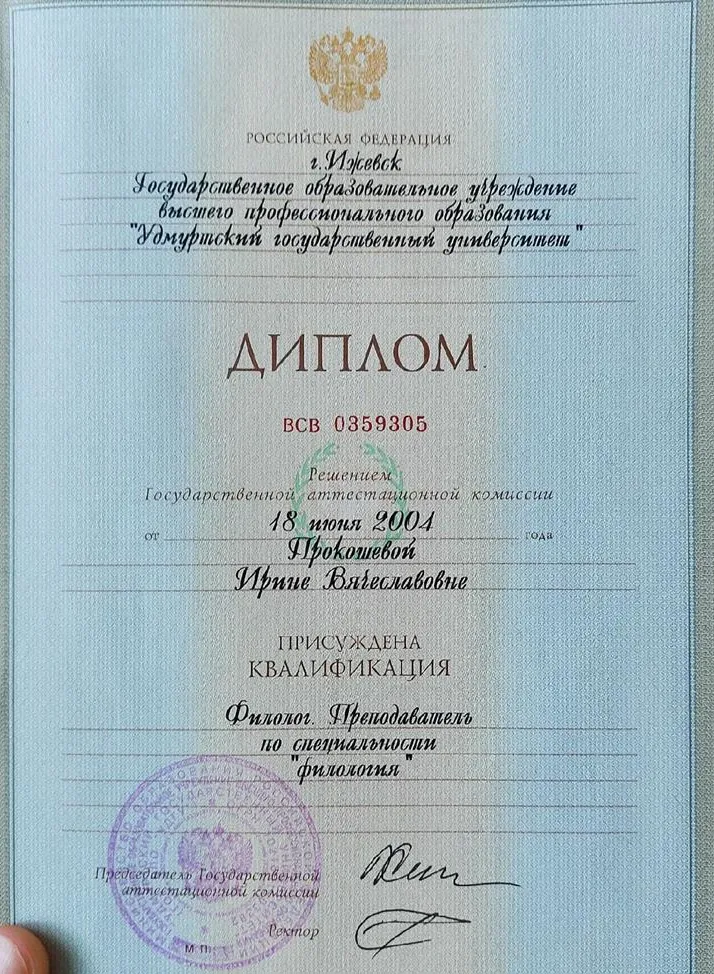 РОССИЙСКАЯ ФЕДЕРАЦИЯ
г.Ижевск
Государственное образовательное учреждение
высшего профессионального образования
"Удмуртский государственный университет"
ДИПЛОМ
ВСВ 0359305
Решением
Государственной аттестационной комиссии
от 18 июня 2004 года
Прокошевой
Ирине Вячеславовне
ПРИСУЖДЕНА
КВАЛИФИКАЦИЯ
Филолог. Преподаватель
по специальности
"филология"
Председатель Государственной
аттестационной комиссии
Ректор
М.П.